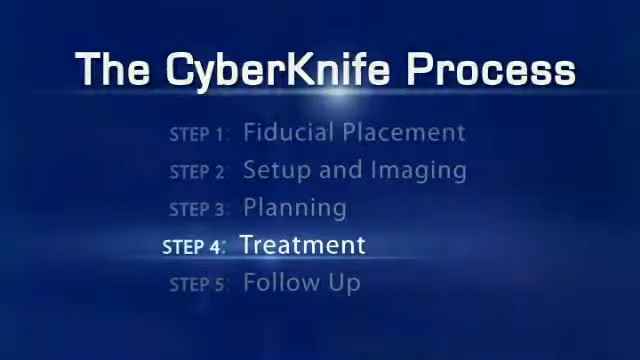 The CyberKnife Process
STEP 1: Fiducial Placement
STEP 2: Setup and Imaging
STEP 3: Planning
STEP 4: Treatment
STEP 5: Follow Up